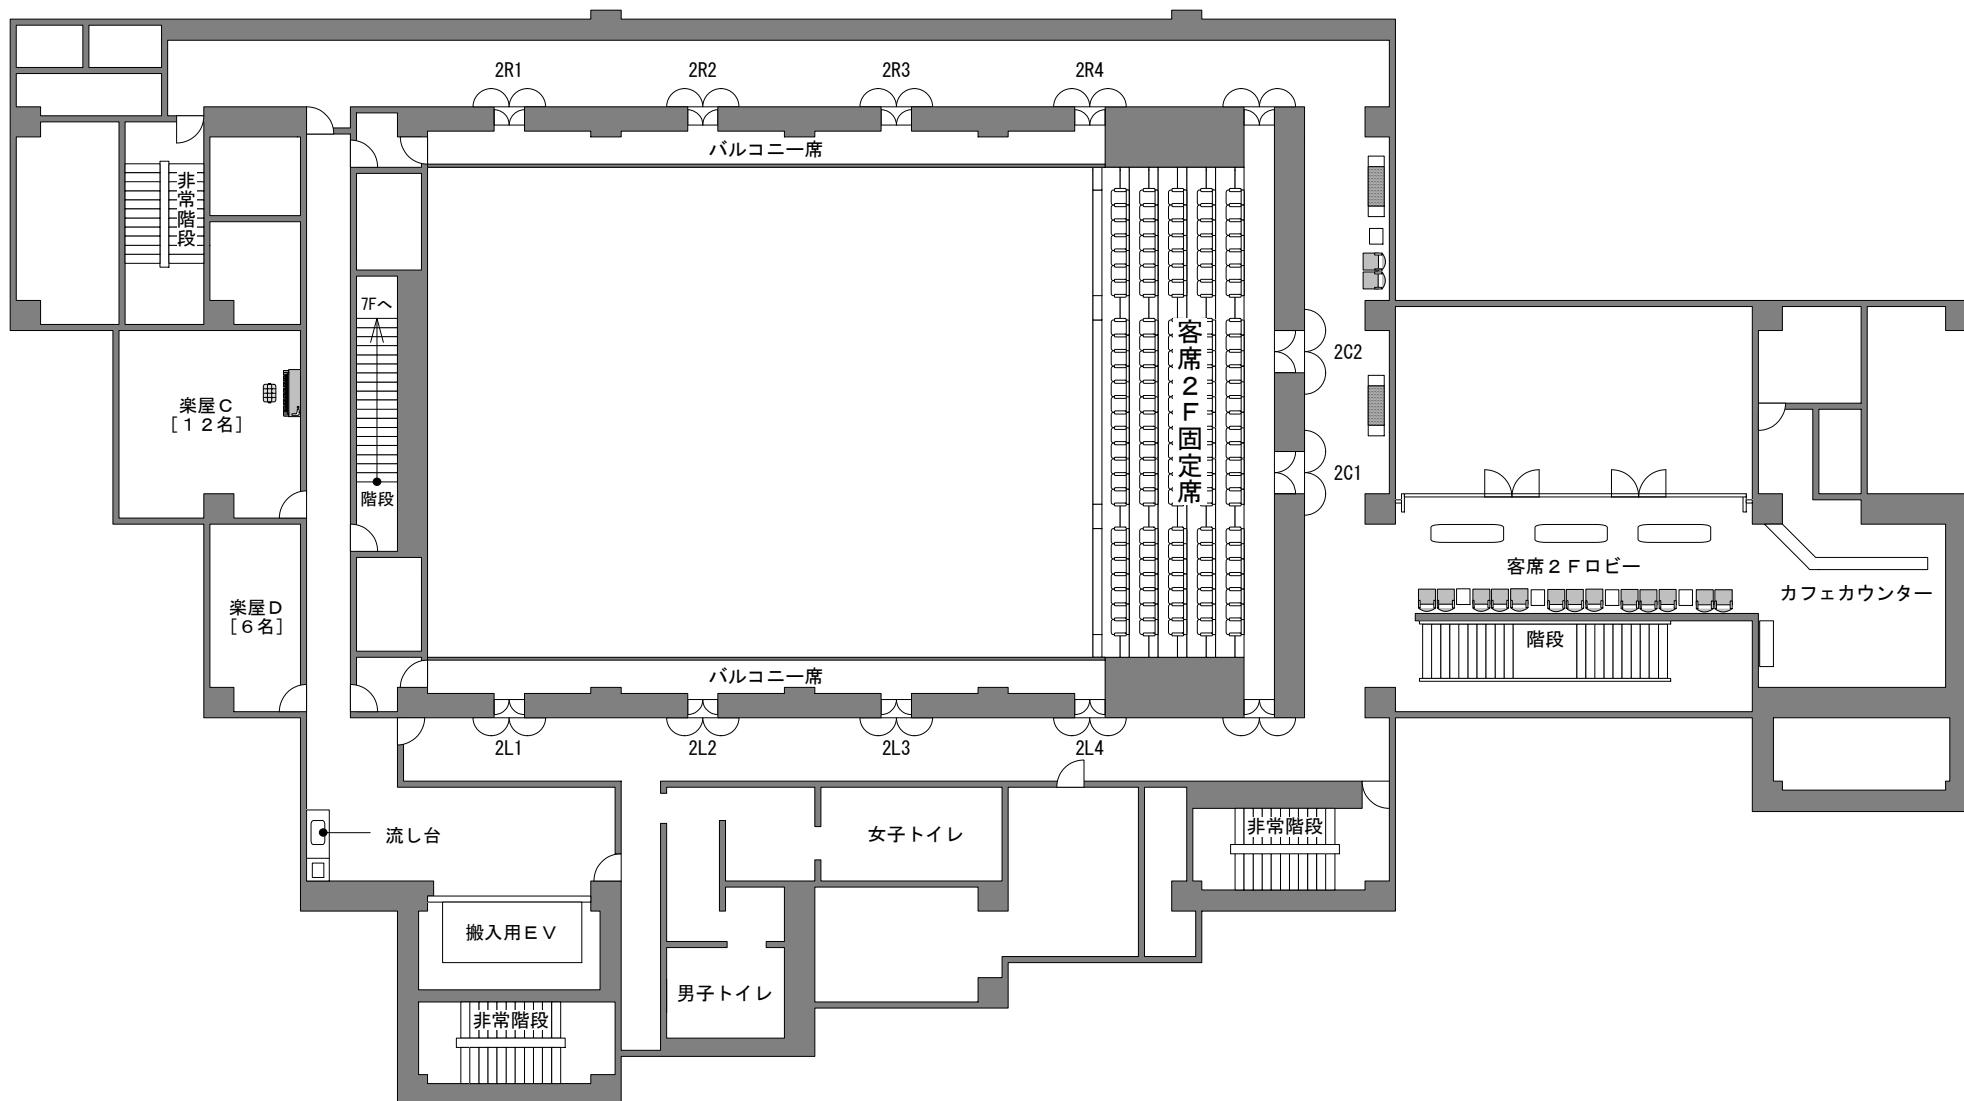 2R1
2R2
2R3
2R4
バルコニー席
非常階段
7Fへ
階段
楽屋C
[12名]
客席2F固定席
2C2
2C1
客席2Fロビー
カフェカウンター
階段
楽屋D
[6名]
バルコニー席
2L1
2L2
2L3
2L4
流し台
女子トイレ
非常階段
搬入用EV
男子トイレ
非常階段